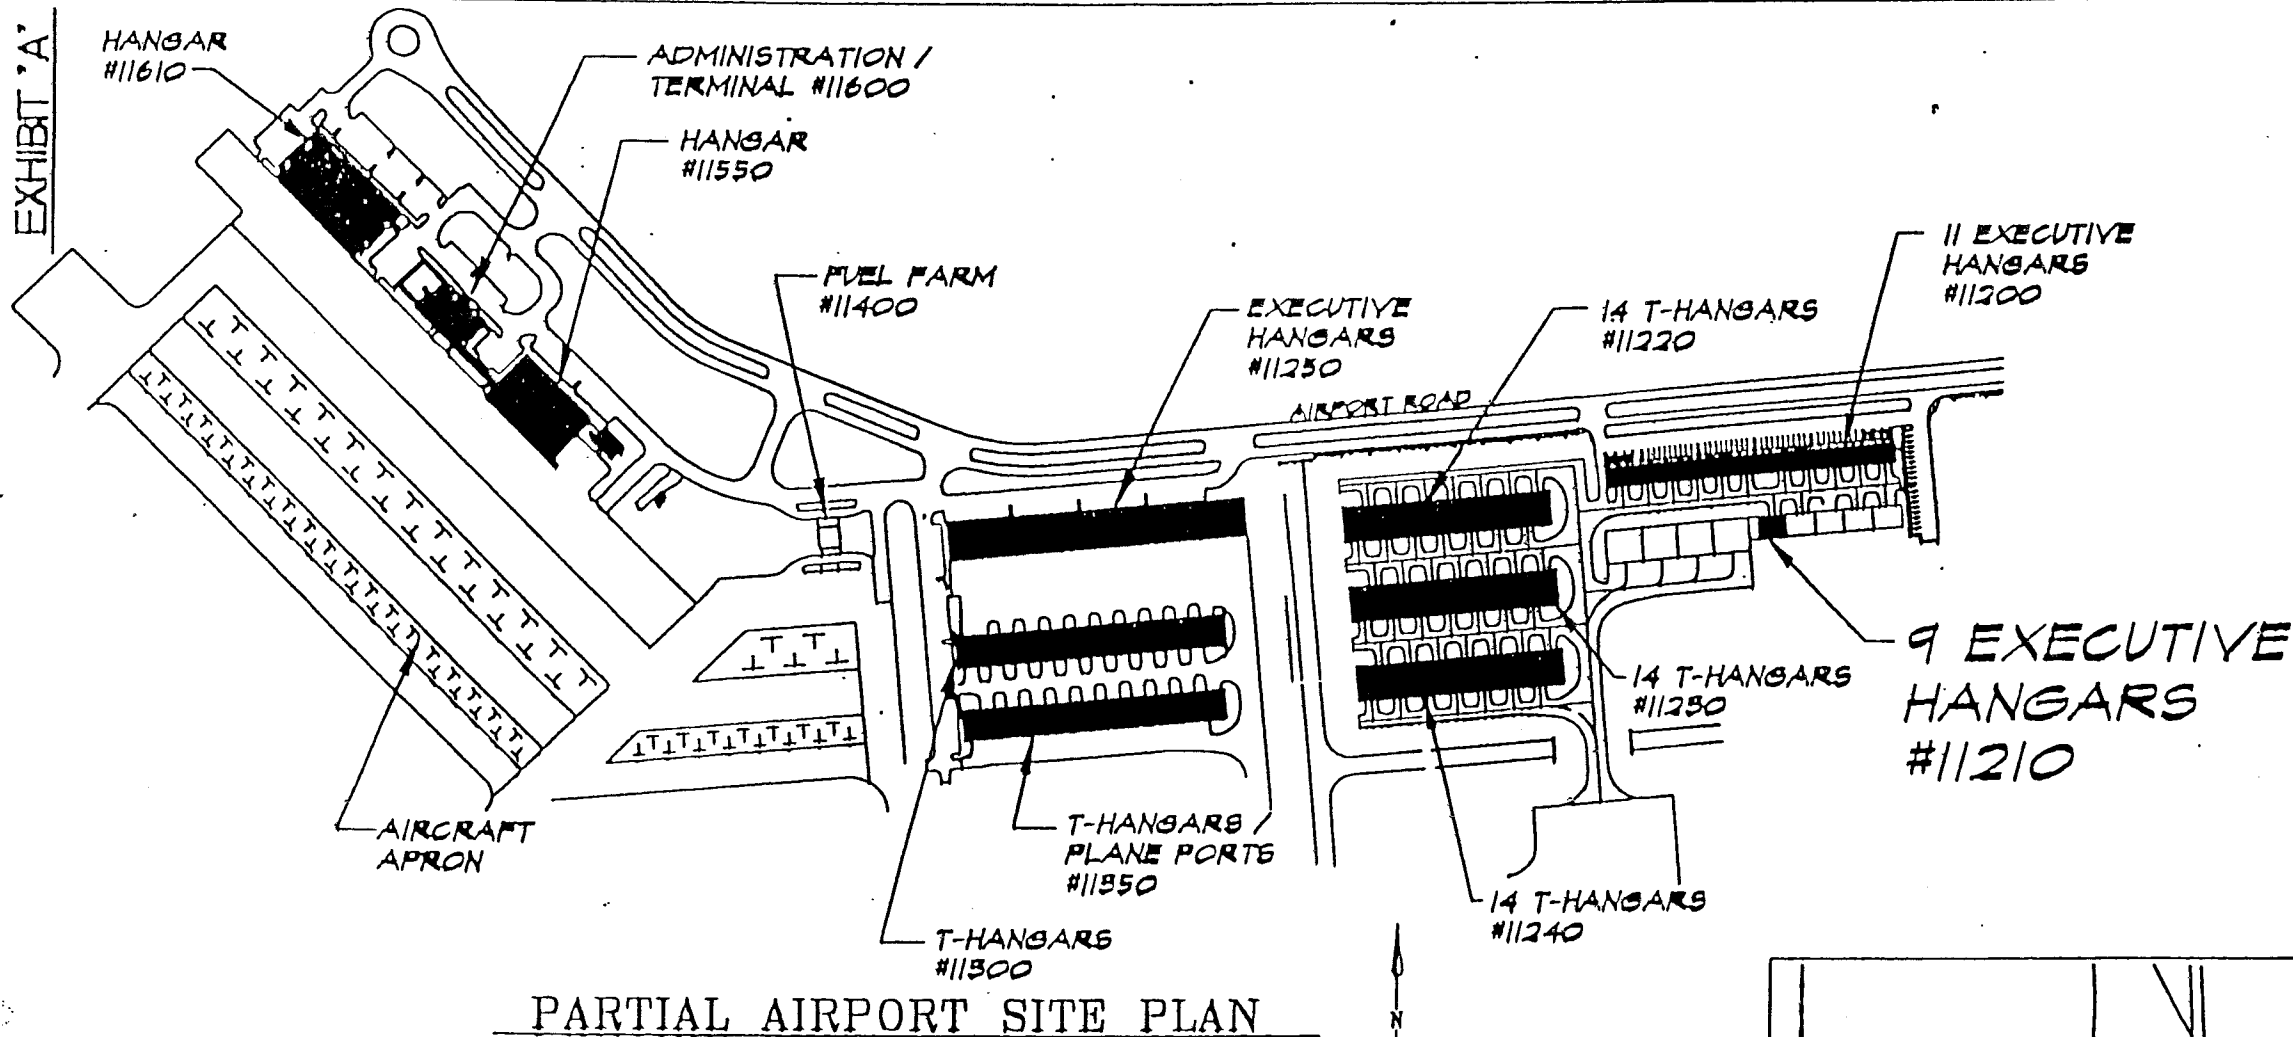 EXHIBIT 'A'
HANGAR
#11610
ADMINISTRATION /
TERMINAL #11600
HANGAR
#11550
FUEL FARM
#11400
EXECUTIVE
HANGARS
#11250
14 T-HANGARS
#11220
11 EXECUTIVE
HANGARS
#11200
AIRPORT ROAD
9 EXECUTIVE
HANGARS
#11210
14 T-HANGARS
#11230
14 T-HANGARS
#11240
T-HANGARS /
PLANE PORTS
#11350
T-HANGARS
#11300
AIRCRAFT
APRON
N
PARTIAL AIRPORT SITE PLAN